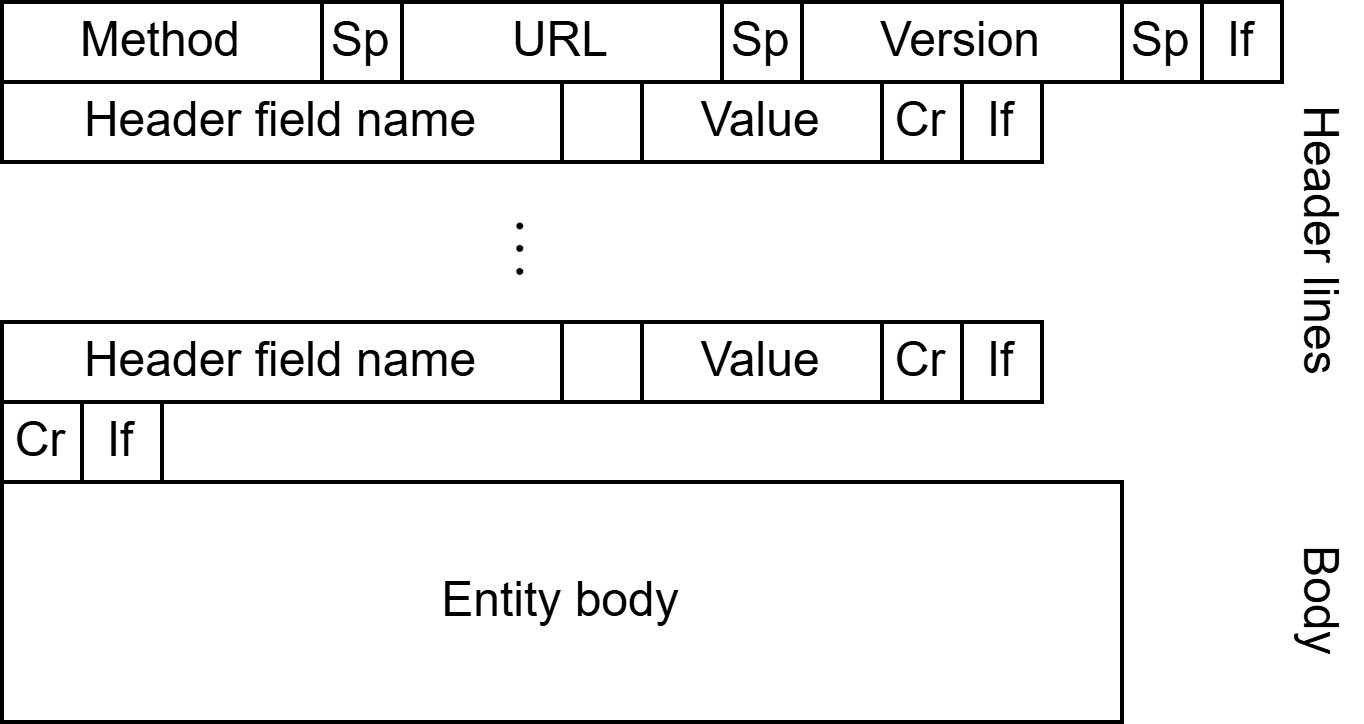 Method Sp URL Sp Version Sp If
Header field name Value Cr If
⋮
Header field name Value Cr If
Cr If
Entity body
Header lines
Body